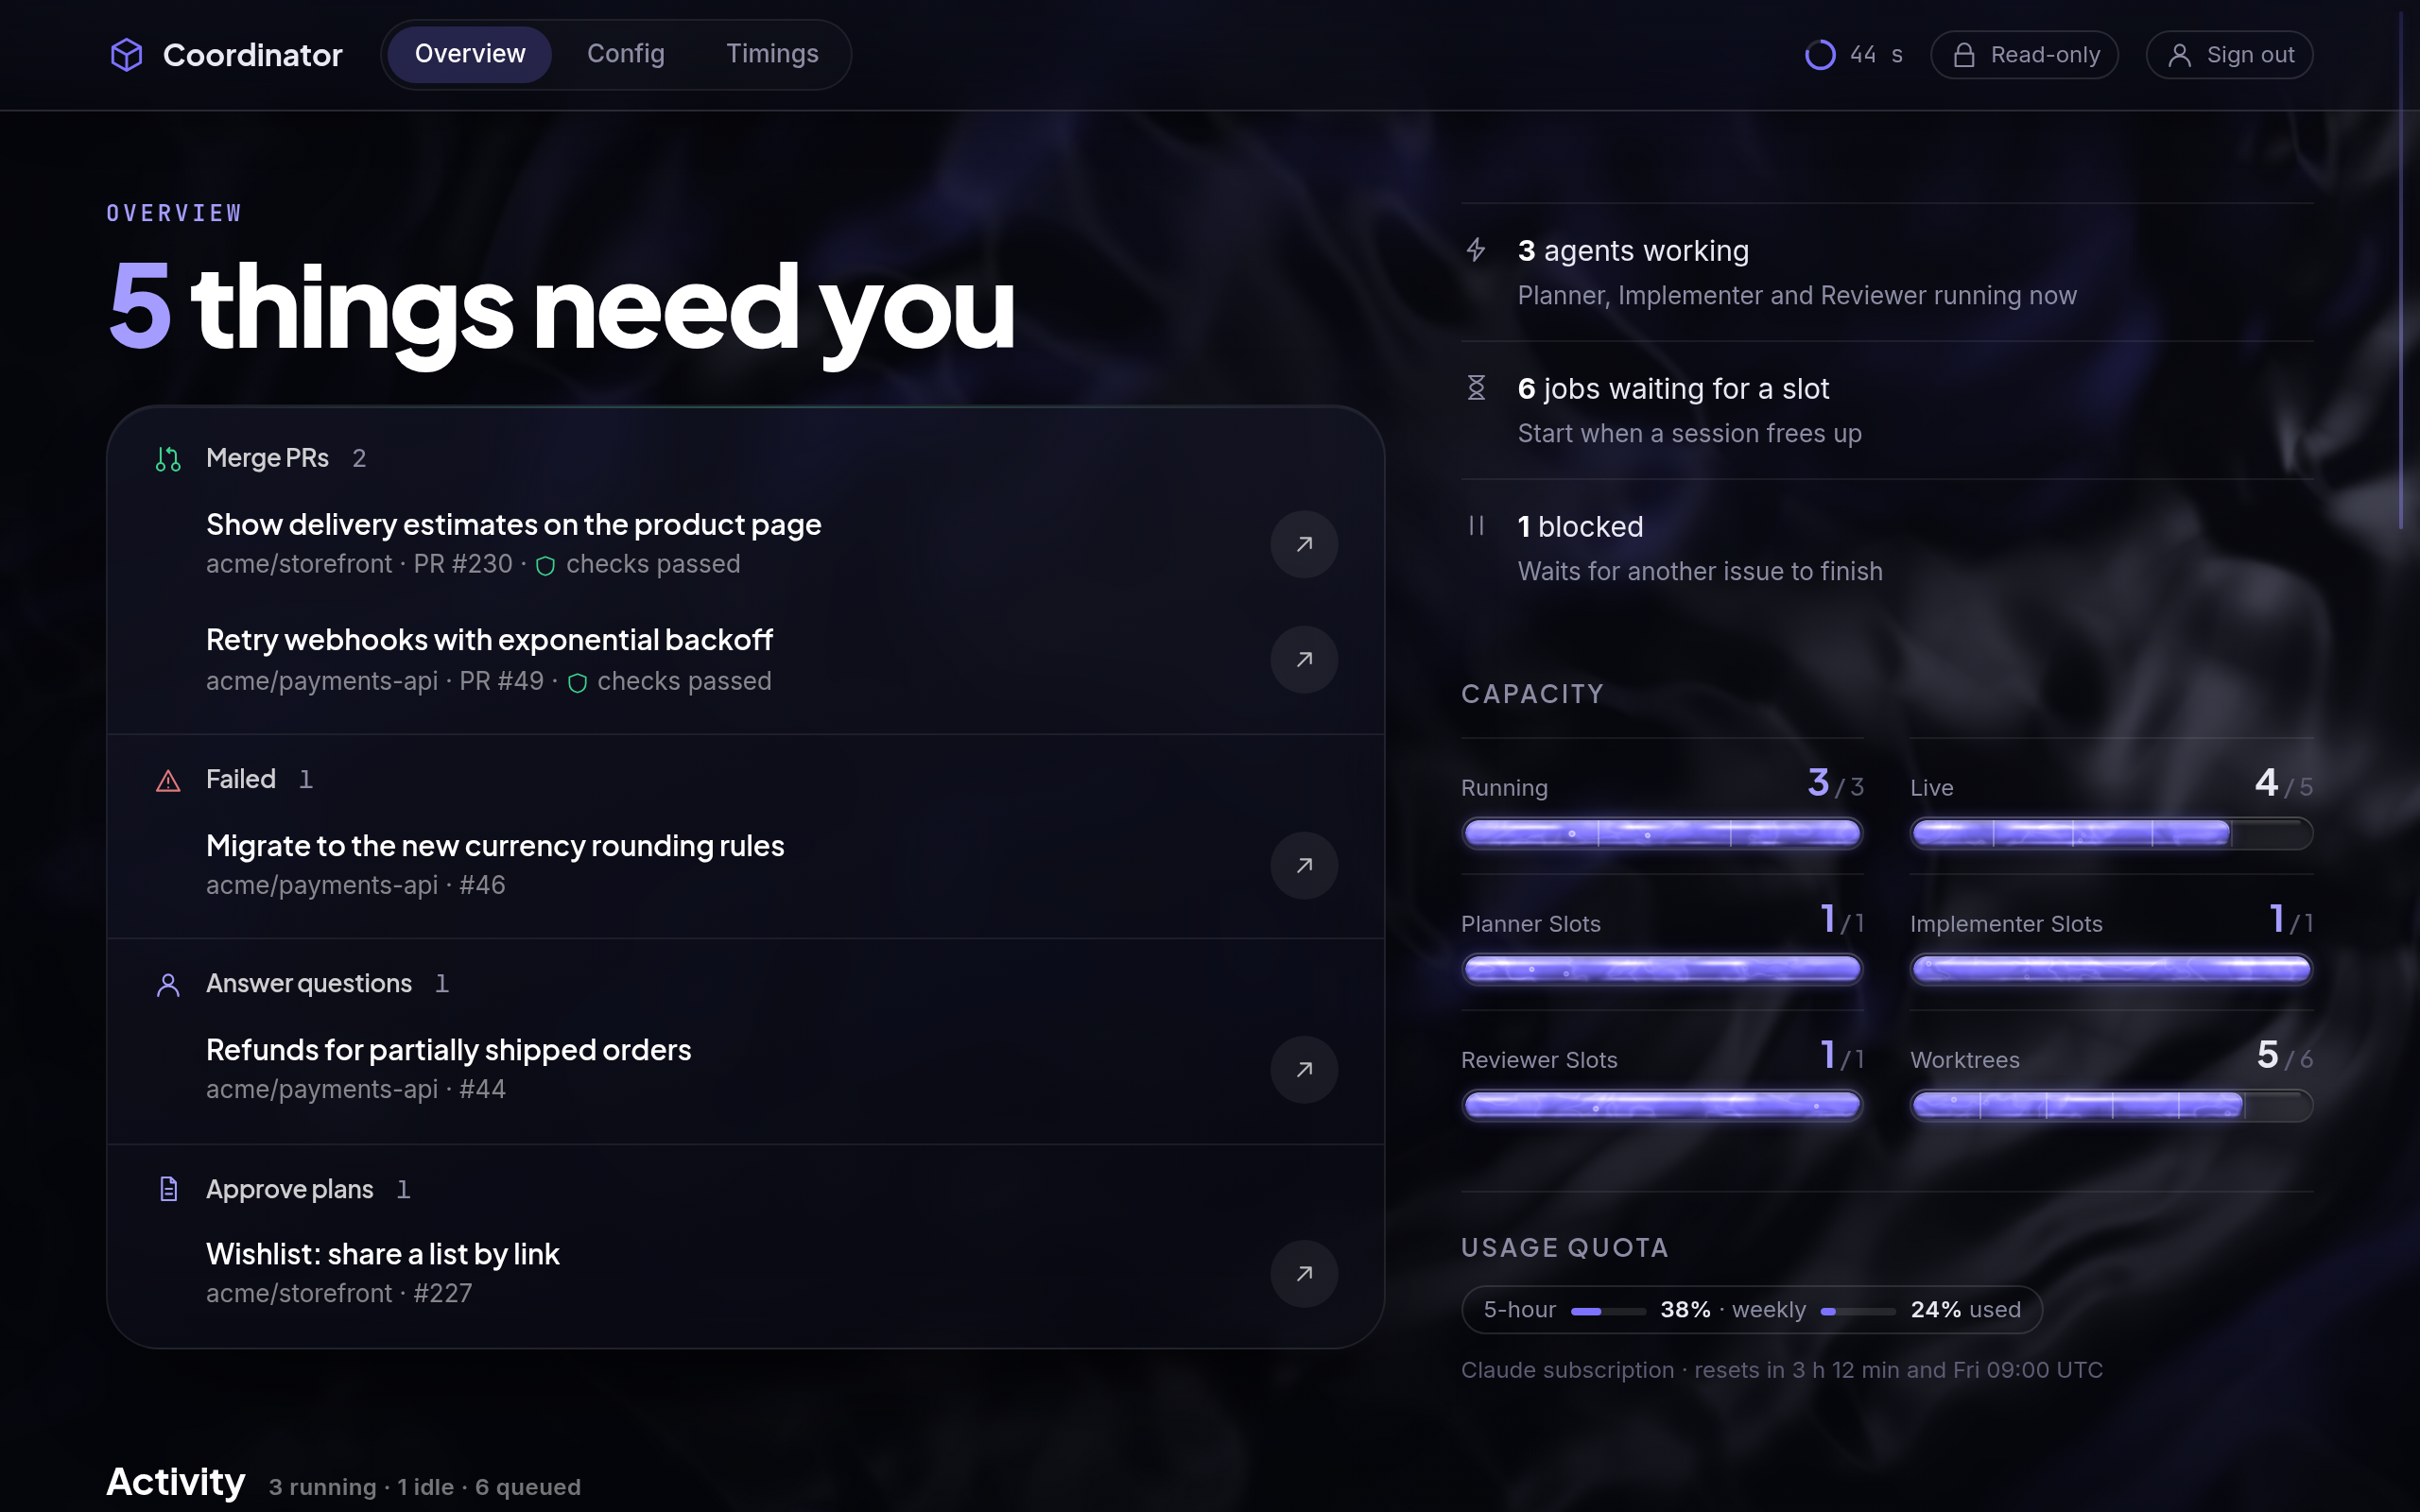 Coordinator
Overview
Config
Timings
44 s
Read-only
Sign out
OVERVIEW
5 things need you
Merge PRs 2
Show delivery estimates on the product page
acme/storefront · PR #230 · checks passed
Retry webhooks with exponential backoff
acme/payments-api · PR #49 · checks passed
Failed 1
Migrate to the new currency rounding rules
acme/payments-api · #46
Answer questions 1
Refunds for partially shipped orders
acme/payments-api · #44
Approve plans 1
Wishlist: share a list by link
acme/storefront · #227
3 agents working
Planner, Implementer and Reviewer running now
6 jobs waiting for a slot
Start when a session frees up
1 blocked
Waits for another issue to finish
CAPACITY
Running 3/3
Live 4/5
Planner Slots 1/1
Implementer Slots 1/1
Reviewer Slots 1/1
Worktrees 5/6
USAGE QUOTA
5-hour 38% · weekly 24% used
Claude subscription · resets in 3 h 12 min and Fri 09:00 UTC
Activity 3 running · 1 idle · 6 queued